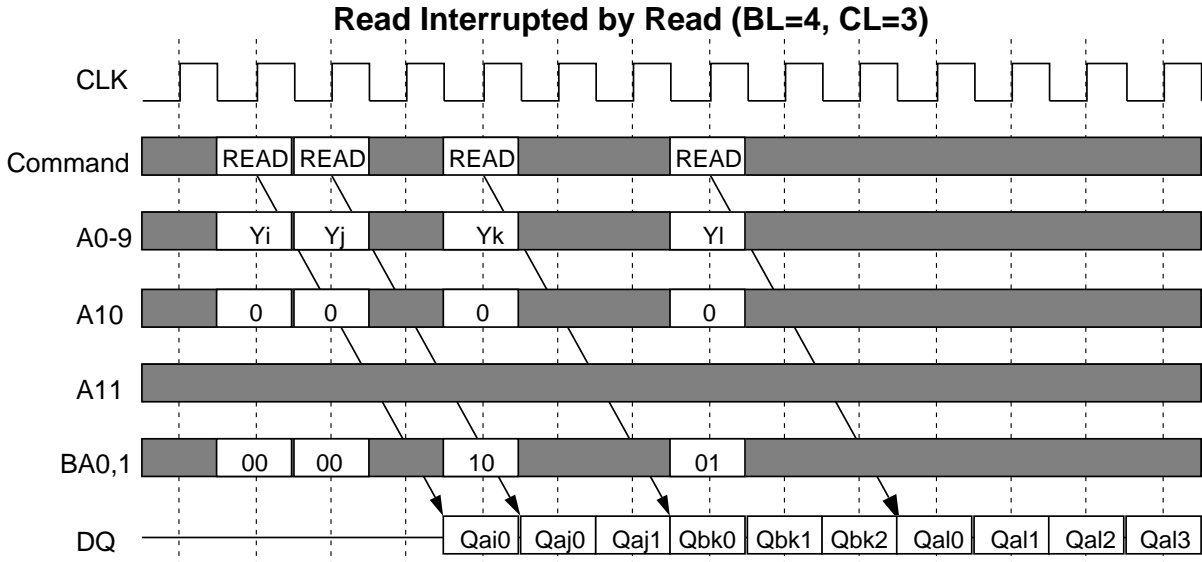 Read Interrupted by Read (BL=4, CL=3)
CLK
Command READ READ READ READ
A0-9 Yi Yj Yk Yl
A10 0 0 0 0
A11
BA0,1 00 00 10 01
DQ Qai0 Qaj0 Qaj1 Qbk0 Qbk1 Qbk2 Qal0 Qal1 Qal2 Qal3